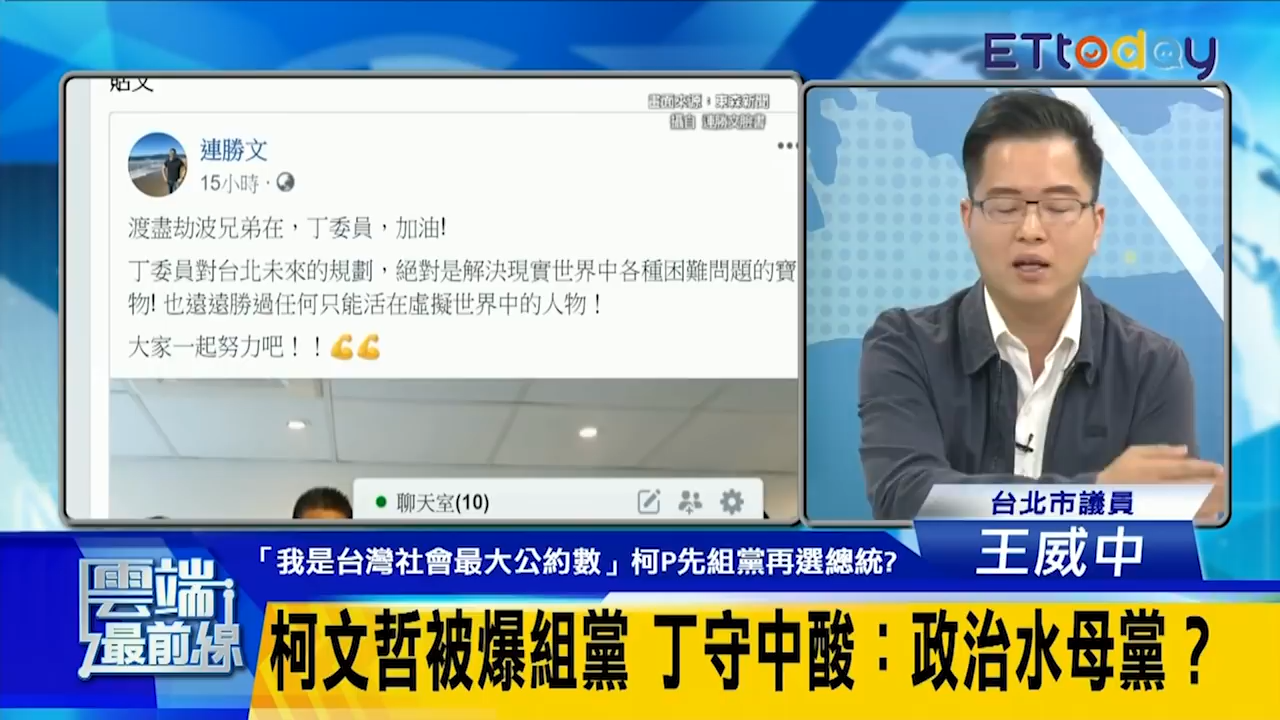 ETtoday
貼文
畫面來源：東森新聞
攝自 連勝文臉書
連勝文
15小時·
渡盡劫波兄弟在，丁委員，加油!
丁委員對台北未來的規劃，絕對是解決現實世界中各種困難問題的寶
物! 也遠遠勝過任何只能活在虛擬世界中的人物！
大家一起努力吧！！💪💪
聊天室(10)
台北市議員
王威中
「我是台灣社會最大公約數」柯P先組黨再選總統?
雲端
最前線
柯文哲被爆組黨 丁守中酸：政治水母黨？